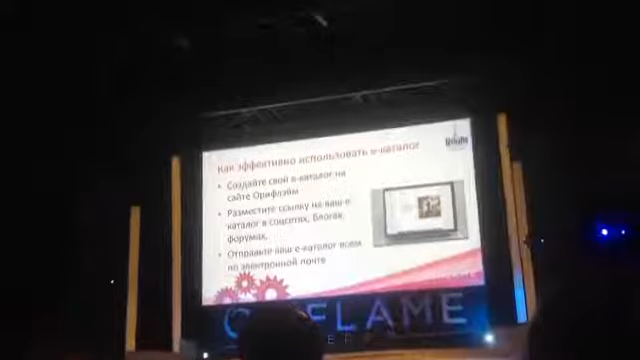 Как эффективно использовать е-каталог
• Создайте свой е-каталог на
сайте Орифлэйм
• Разместите ссылку на ваш е-
каталог в соцсетях, блогах,
форумах.
• Отправьте ваш е-каталог всем
по электронной почте
FLAME